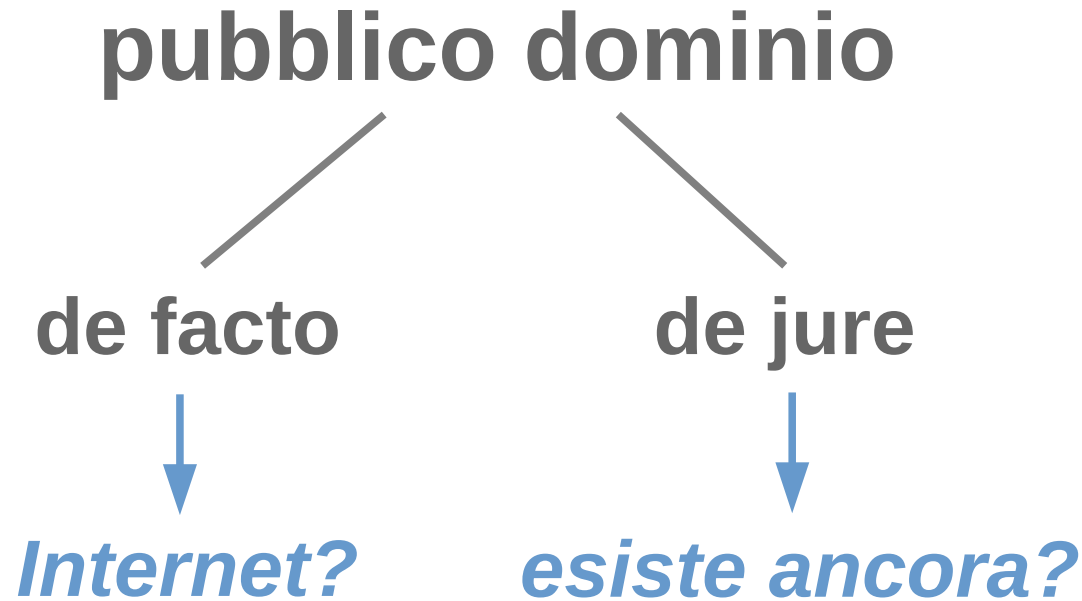 pubblico dominio
de facto
de jure
Internet?
esiste ancora?